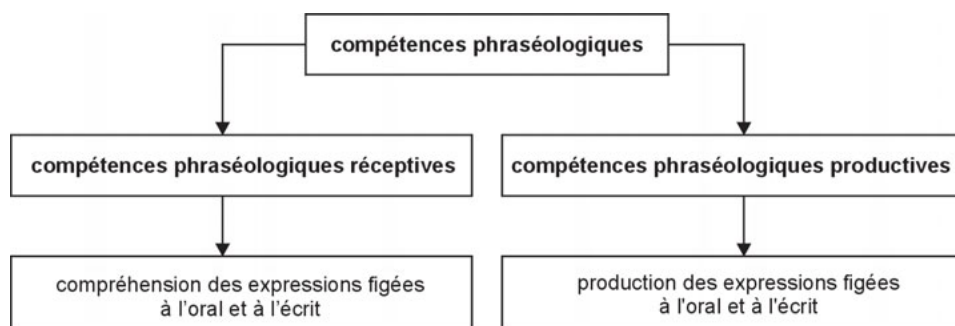 compétences phraséologiques
compétences phraséologiques réceptives
compétences phraséologiques productives
compréhension des expressions figées
à l’oral et à l’écrit
production des expressions figées
à l'oral et à l'écrit